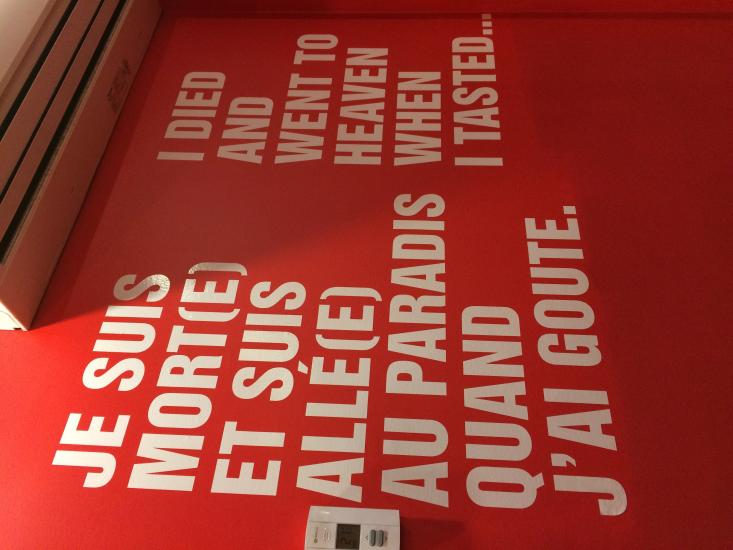 JE SUIS
MORT(E)
ET SUIS
ALLÉ(E)
AU PARADIS
QUAND
J'AI GOUTE.
I DIED
AND
WENT TO
HEAVEN
WHEN
I TASTED...